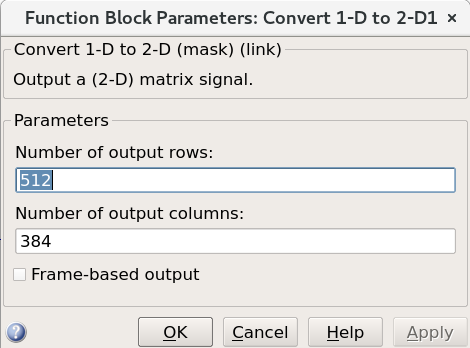 Function Block Parameters: Convert 1-D to 2-D1 ×
Convert 1-D to 2-D (mask) (link)
Output a (2-D) matrix signal.
Parameters
Number of output rows:
512
Number of output columns:
384
Frame-based output
? OK Cancel Help Apply